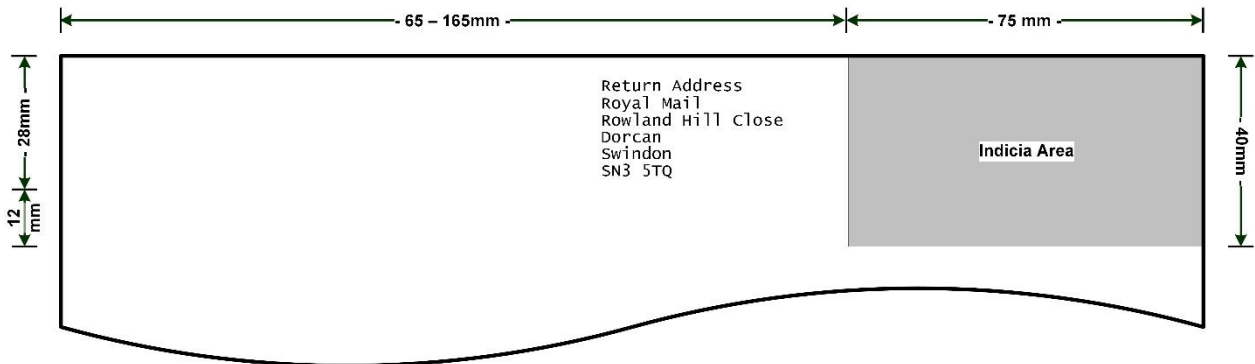 - 65 – 165mm -
- 75 mm -
- 28mm -
12
mm
Return Address
Royal Mail
Rowland Hill Close
Dorcan
Swindon
SN3 5TQ
Indicia Area
- 40mm -